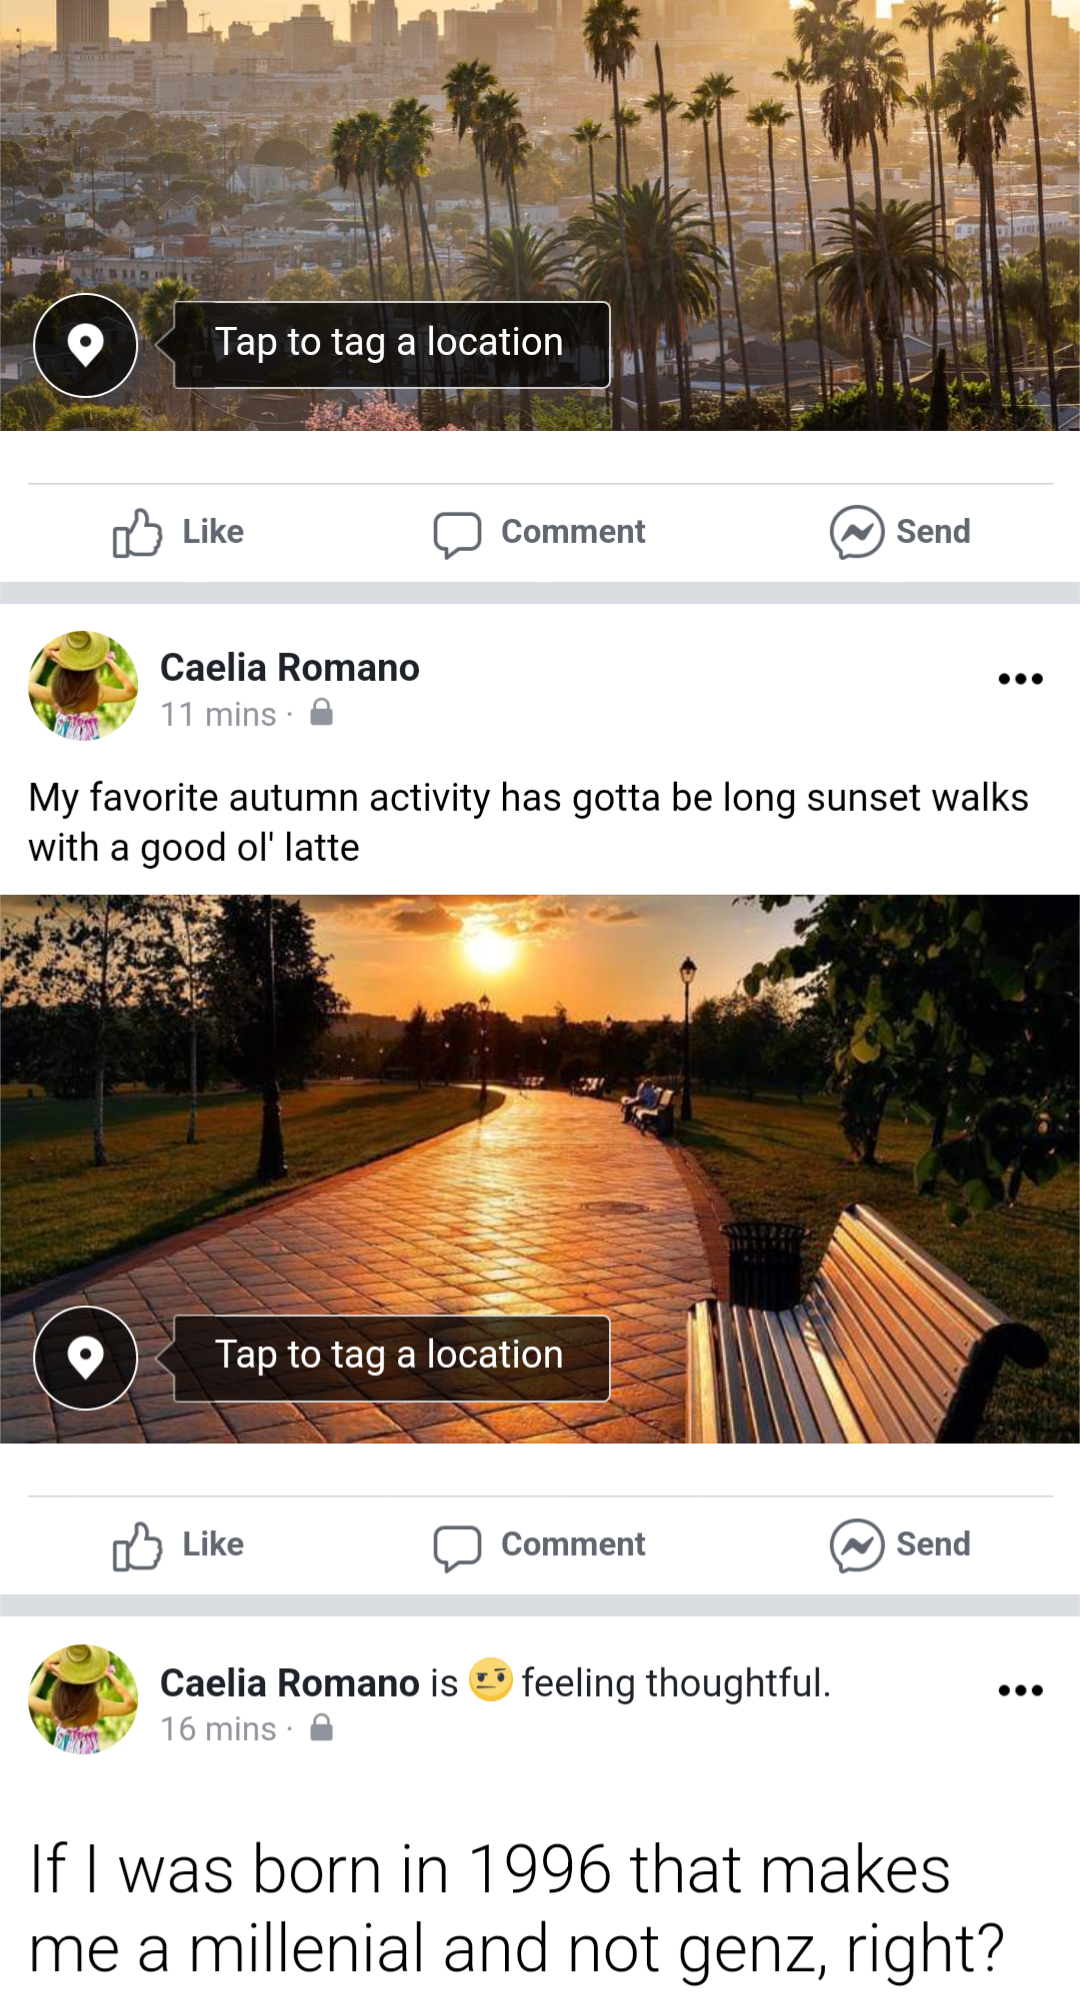 Tap to tag a location
Like
Comment
Send
Caelia Romano
11 mins ·
My favorite autumn activity has gotta be long sunset walks
with a good ol' latte
Tap to tag a location
Like
Comment
Send
Caelia Romano is 🤨 feeling thoughtful.
16 mins ·
If I was born in 1996 that makes
me a millenial and not genz, right?